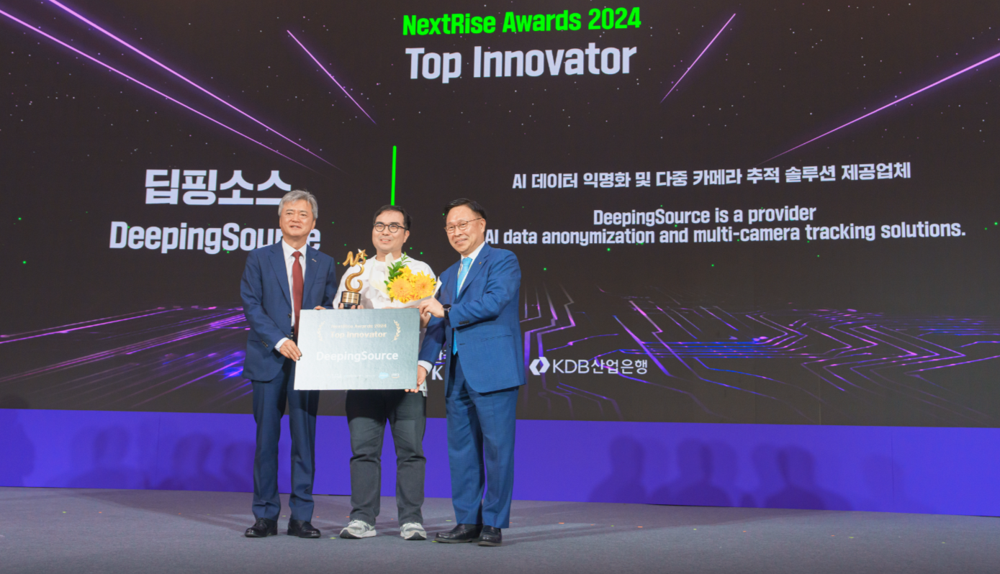 NextRise Awards 2024
Top Innovator
딥핑소스
DeepingSource
AI 데이터 익명화 및 다중 카메라 추적 솔루션 제공업체
DeepingSource is a provider
AI data anonymization and multi-camera tracking solutions.
NextRise Awards 2024
Top Innovator
DeepingSource
KDB산업은행